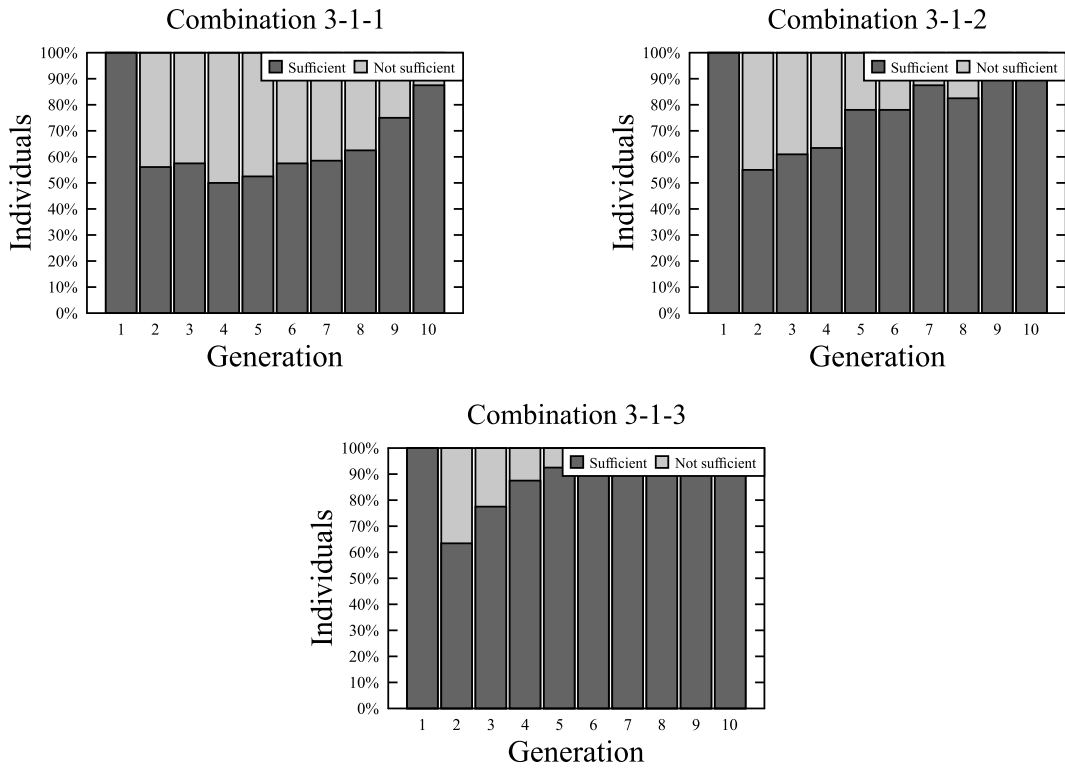 Combination 3-1-1
Sufficient Not sufficient
100%
90%
80%
70%
60%
50%
40%
30%
20%
10%
0%
Individuals
1 2 3 4 5 6 7 8 9 10
Generation
Combination 3-1-2
Sufficient Not sufficient
100%
90%
80%
70%
60%
50%
40%
30%
20%
10%
0%
Individuals
1 2 3 4 5 6 7 8 9 10
Generation
Combination 3-1-3
Sufficient Not sufficient
100%
90%
80%
70%
60%
50%
40%
30%
20%
10%
0%
Individuals
1 2 3 4 5 6 7 8 9 10
Generation